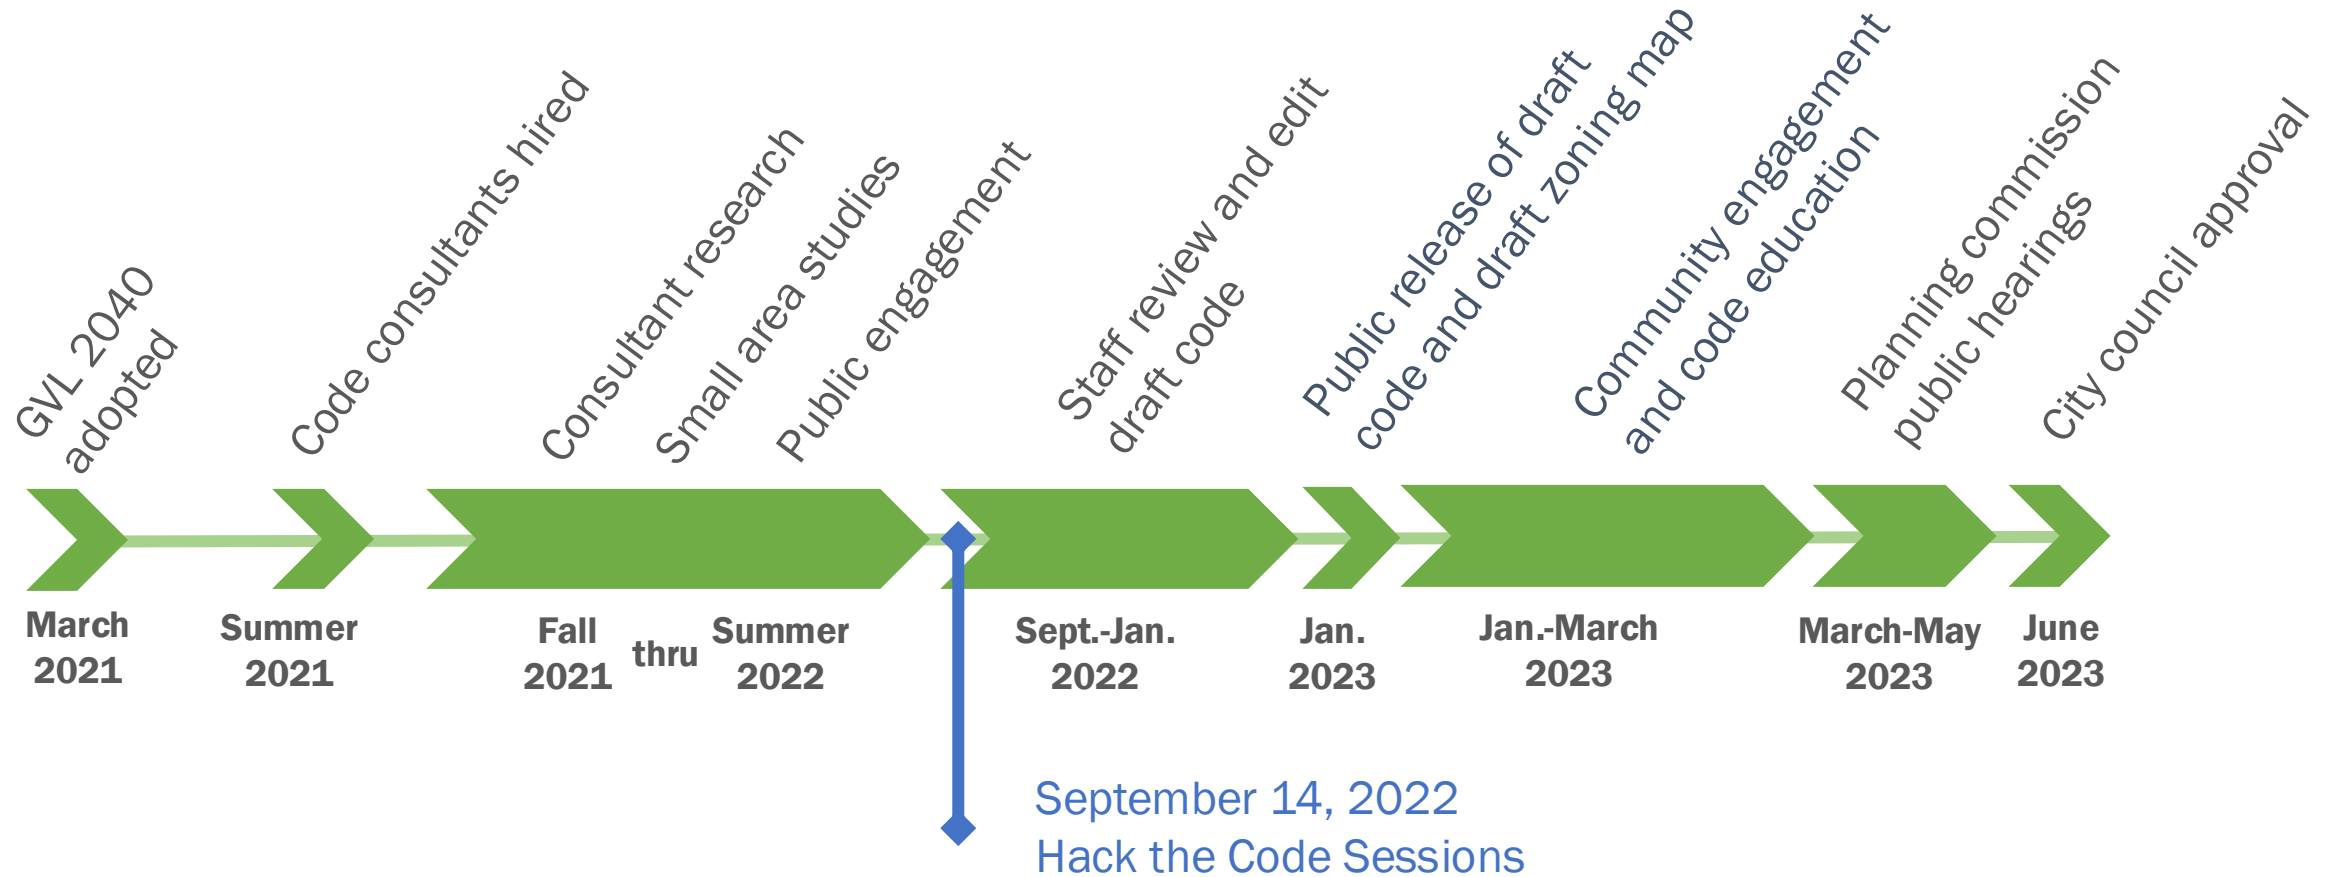 GVL 2040
adopted
Code consultants hired
Consultant research
Small area studies
Public engagement
Staff review and edit
draft code
Public release of draft
code and draft zoning map
Community engagement
and code education
Planning commission
public hearings
City council approval
March
2021
Summer
2021
Fall
2021
thru
Summer
2022
Sept.-Jan.
2022
Jan.
2023
Jan.-March
2023
March-May
2023
June
2023
September 14, 2022
Hack the Code Sessions